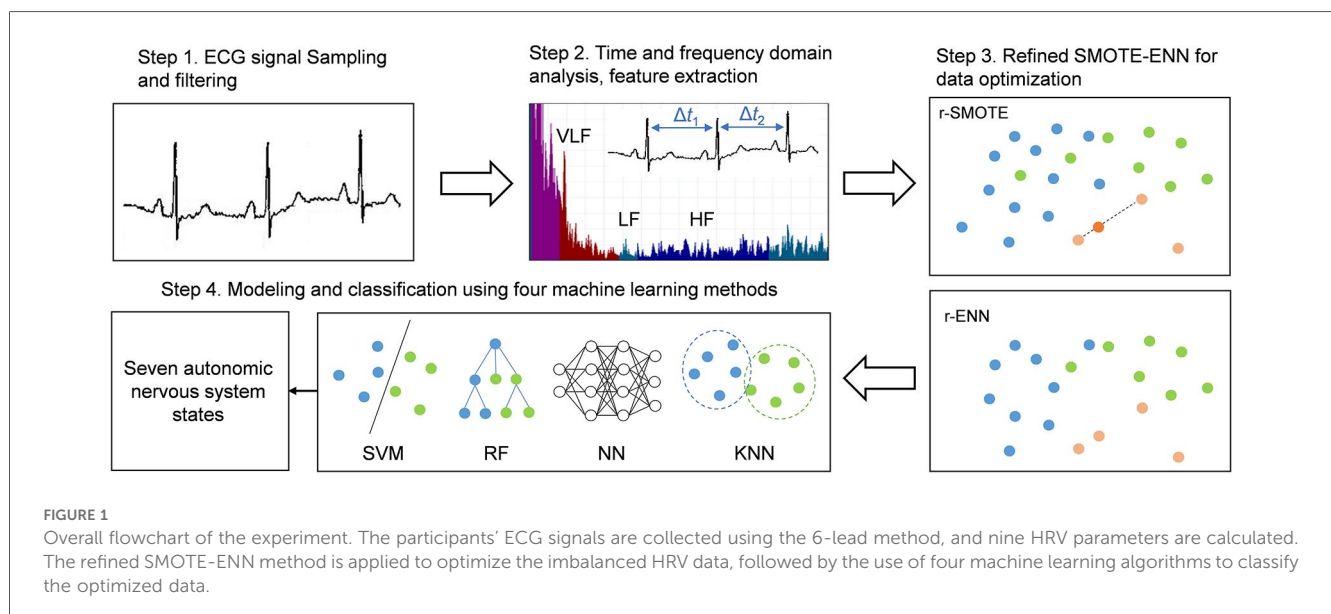 Step 1. ECG signal Sampling
and filtering
Step 2. Time and frequency domain
analysis, feature extraction
VLF
Δt1
Δt2
LF
HF
Step 3. Refined SMOTE-ENN for
data optimization
r-SMOTE
r-ENN
Step 4. Modeling and classification using four machine learning methods
SVM
RF
NN
KNN
Seven autonomic
nervous system
states
FIGURE 1
Overall flowchart of the experiment. The participants' ECG signals are collected using the 6-lead method, and nine HRV parameters are calculated.
The refined SMOTE-ENN method is applied to optimize the imbalanced HRV data, followed by the use of four machine learning algorithms to classify
the optimized data.